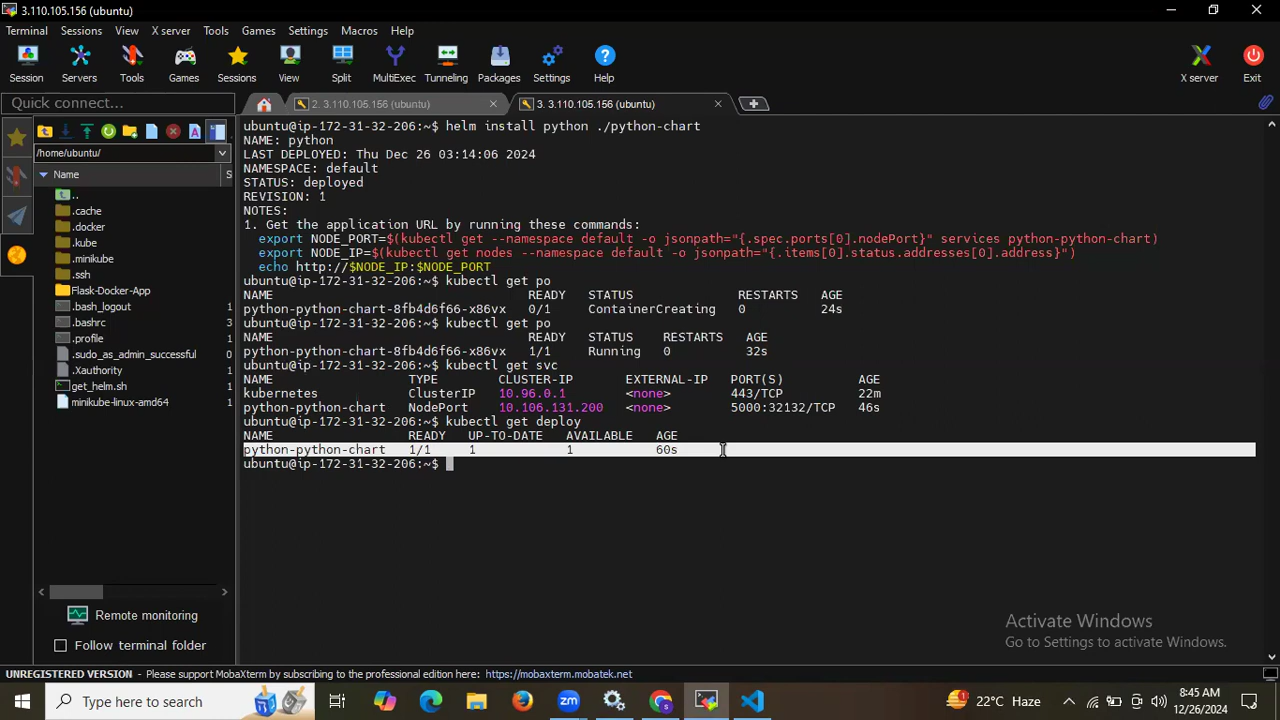 3.110.105.156 (ubuntu)
Terminal Sessions View X server Tools Games Settings Macros Help
Session Servers Tools Games Sessions View Split MultiExec Tunneling Packages Settings Help X server Exit
Quick connect...
2. 3.110.105.156 (ubuntu)
3. 3.110.105.156 (ubuntu)
/home/ubuntu/
Name S
..
.cache
.docker
.kube
.minikube
.ssh
Flask-Docker-App
.bash_logout 1
.bashrc 3
.profile 1
.sudo_as_admin_successful 0
.Xauthority 1
get_helm.sh 1
minikube-linux-amd64 1
Remote monitoring
Follow terminal folder
ubuntu@ip-172-31-32-206:~$ helm install python ./python-chart
NAME: python
LAST DEPLOYED: Thu Dec 26 03:14:06 2024
NAMESPACE: default
STATUS: deployed
REVISION: 1
NOTES:
1. Get the application URL by running these commands:
export NODE_PORT=$(kubectl get --namespace default -o jsonpath="{.spec.ports[0].nodePort}" services python-python-chart)
export NODE_IP=$(kubectl get nodes --namespace default -o jsonpath="{.items[0].status.addresses[0].address}")
echo http://$NODE_IP:$NODE_PORT
ubuntu@ip-172-31-32-206:~$ kubectl get po
NAME READY STATUS RESTARTS AGE
python-python-chart-8fb4d6f66-x86vx 0/1 ContainerCreating 0 24s
ubuntu@ip-172-31-32-206:~$ kubectl get po
NAME READY STATUS RESTARTS AGE
python-python-chart-8fb4d6f66-x86vx 1/1 Running 0 32s
ubuntu@ip-172-31-32-206:~$ kubectl get svc
NAME TYPE CLUSTER-IP EXTERNAL-IP PORT(S) AGE
kubernetes ClusterIP 10.96.0.1 <none> 443/TCP 22m
python-python-chart NodePort 10.106.131.200 <none> 5000:32132/TCP 46s
ubuntu@ip-172-31-32-206:~$ kubectl get deploy
NAME READY UP-TO-DATE AVAILABLE AGE
python-python-chart 1/1 1 1 60s
ubuntu@ip-172-31-32-206:~$
Activate Windows
Go to Settings to activate Windows.
UNREGISTERED VERSION - Please support MobaXterm by subscribing to the professional edition here: https://mobaxterm.mobatek.net
Type here to search
zm
1
22°C Haze
8:45 AM
12/26/2024